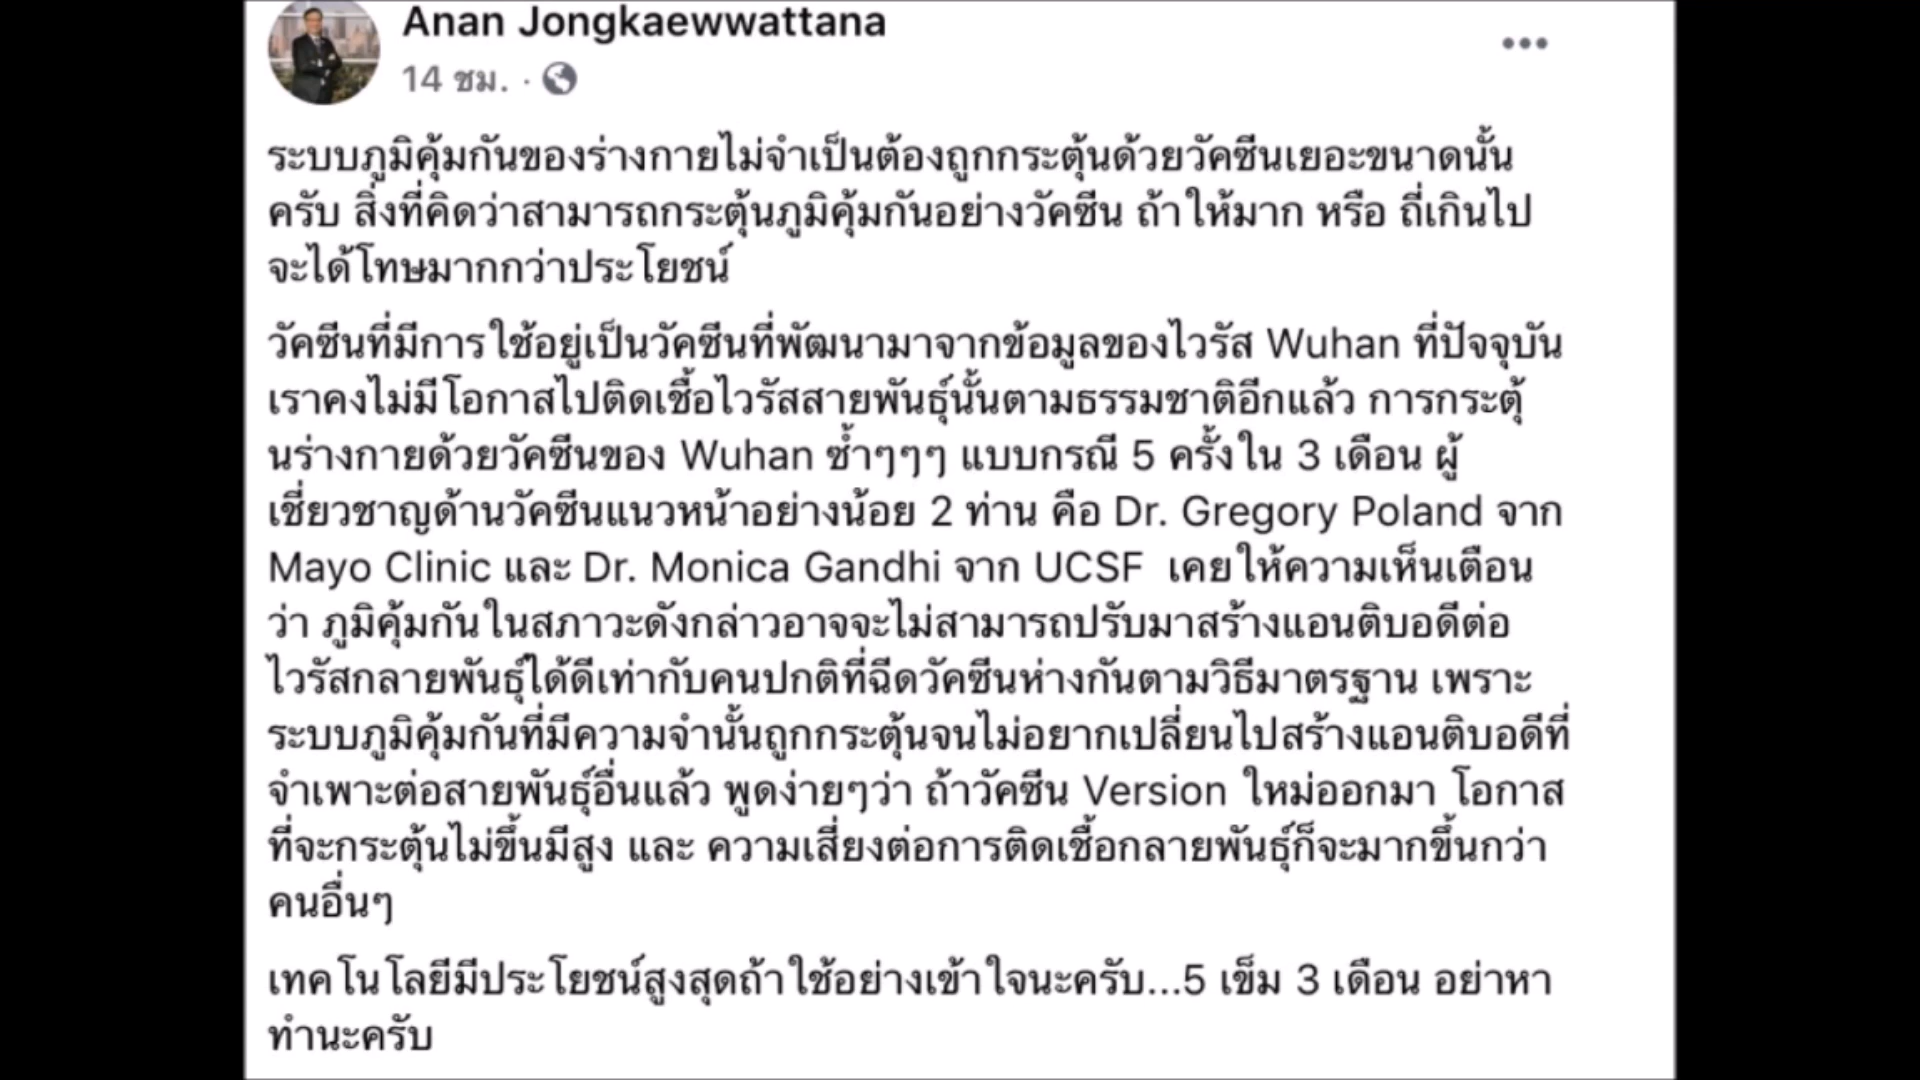 Anan Jongkaewwattana
14 ชม. ·
ระบบภูมิคุ้มกันของร่างกายไม่จำเป็นต้องถูกกระตุ้นด้วยวัคซีนเยอะขนาดนั้น
ครับ สิ่งที่คิดว่าสามารถกระตุ้นภูมิคุ้มกันอย่างวัคซีน ถ้าให้มาก หรือ ถี่เกินไป
จะได้โทษมากกว่าประโยชน์
วัคซีนที่มีการใช้อยู่เป็นวัคซีนที่พัฒนามาจากข้อมูลของไวรัส Wuhan ที่ปัจจุบัน
เราคงไม่มีโอกาสไปติดเชื้อไวรัสสายพันธุ์นั้นตามธรรมชาติอีกแล้ว การกระตุ้
นร่างกายด้วยวัคซีนของ Wuhan ซ้ำๆๆๆ แบบกรณี 5 ครั้งใน 3 เดือน ผู้
เชี่ยวชาญด้านวัคซีนแนวหน้าอย่างน้อย 2 ท่าน คือ Dr. Gregory Poland จาก
Mayo Clinic และ Dr. Monica Gandhi จาก UCSF เคยให้ความเห็นเตือน
ว่า ภูมิคุ้มกันในสภาวะดังกล่าวอาจจะไม่สามารถปรับมาสร้างแอนติบอดีต่อ
ไวรัสกลายพันธุ์ได้ดีเท่ากับคนปกติที่ฉีดวัคซีนห่างกันตามวิธีมาตรฐาน เพราะ
ระบบภูมิคุ้มกันที่มีความจำนั้นถูกกระตุ้นจนไม่อยากเปลี่ยนไปสร้างแอนติบอดีที่
จำเพาะต่อสายพันธุ์อื่นแล้ว พูดง่ายๆว่า ถ้าวัคซีน Version ใหม่ออกมา โอกาส
ที่จะกระตุ้นไม่ขึ้นมีสูง และ ความเสี่ยงต่อการติดเชื้อกลายพันธุ์ก็จะมากขึ้นกว่า
คนอื่นๆ
เทคโนโลยีมีประโยชน์สูงสุดถ้าใช้อย่างเข้าใจนะครับ...5 เข็ม 3 เดือน อย่าหา
ทำนะครับ